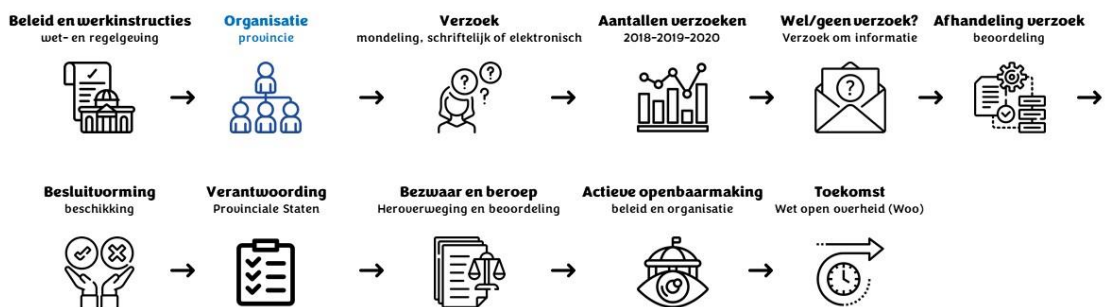 Beleid en werkinstructies
wet- en regelgeving
Organisatie
provincie
Verzoek
mondeling, schriftelijk of elektronisch
Aantallen verzoeken
2018-2019-2020
Wel/geen verzoek?
Verzoek om informatie
Afhandeling verzoek
beoordeling
Besluitvorming
beschikking
Verantwoording
Provinciale Staten
Bezwaar en beroep
Heroverweging en beoordeling
Actieve openbaarmaking
beleid en organisatie
Toekomst
Wet open overheid (Woo)